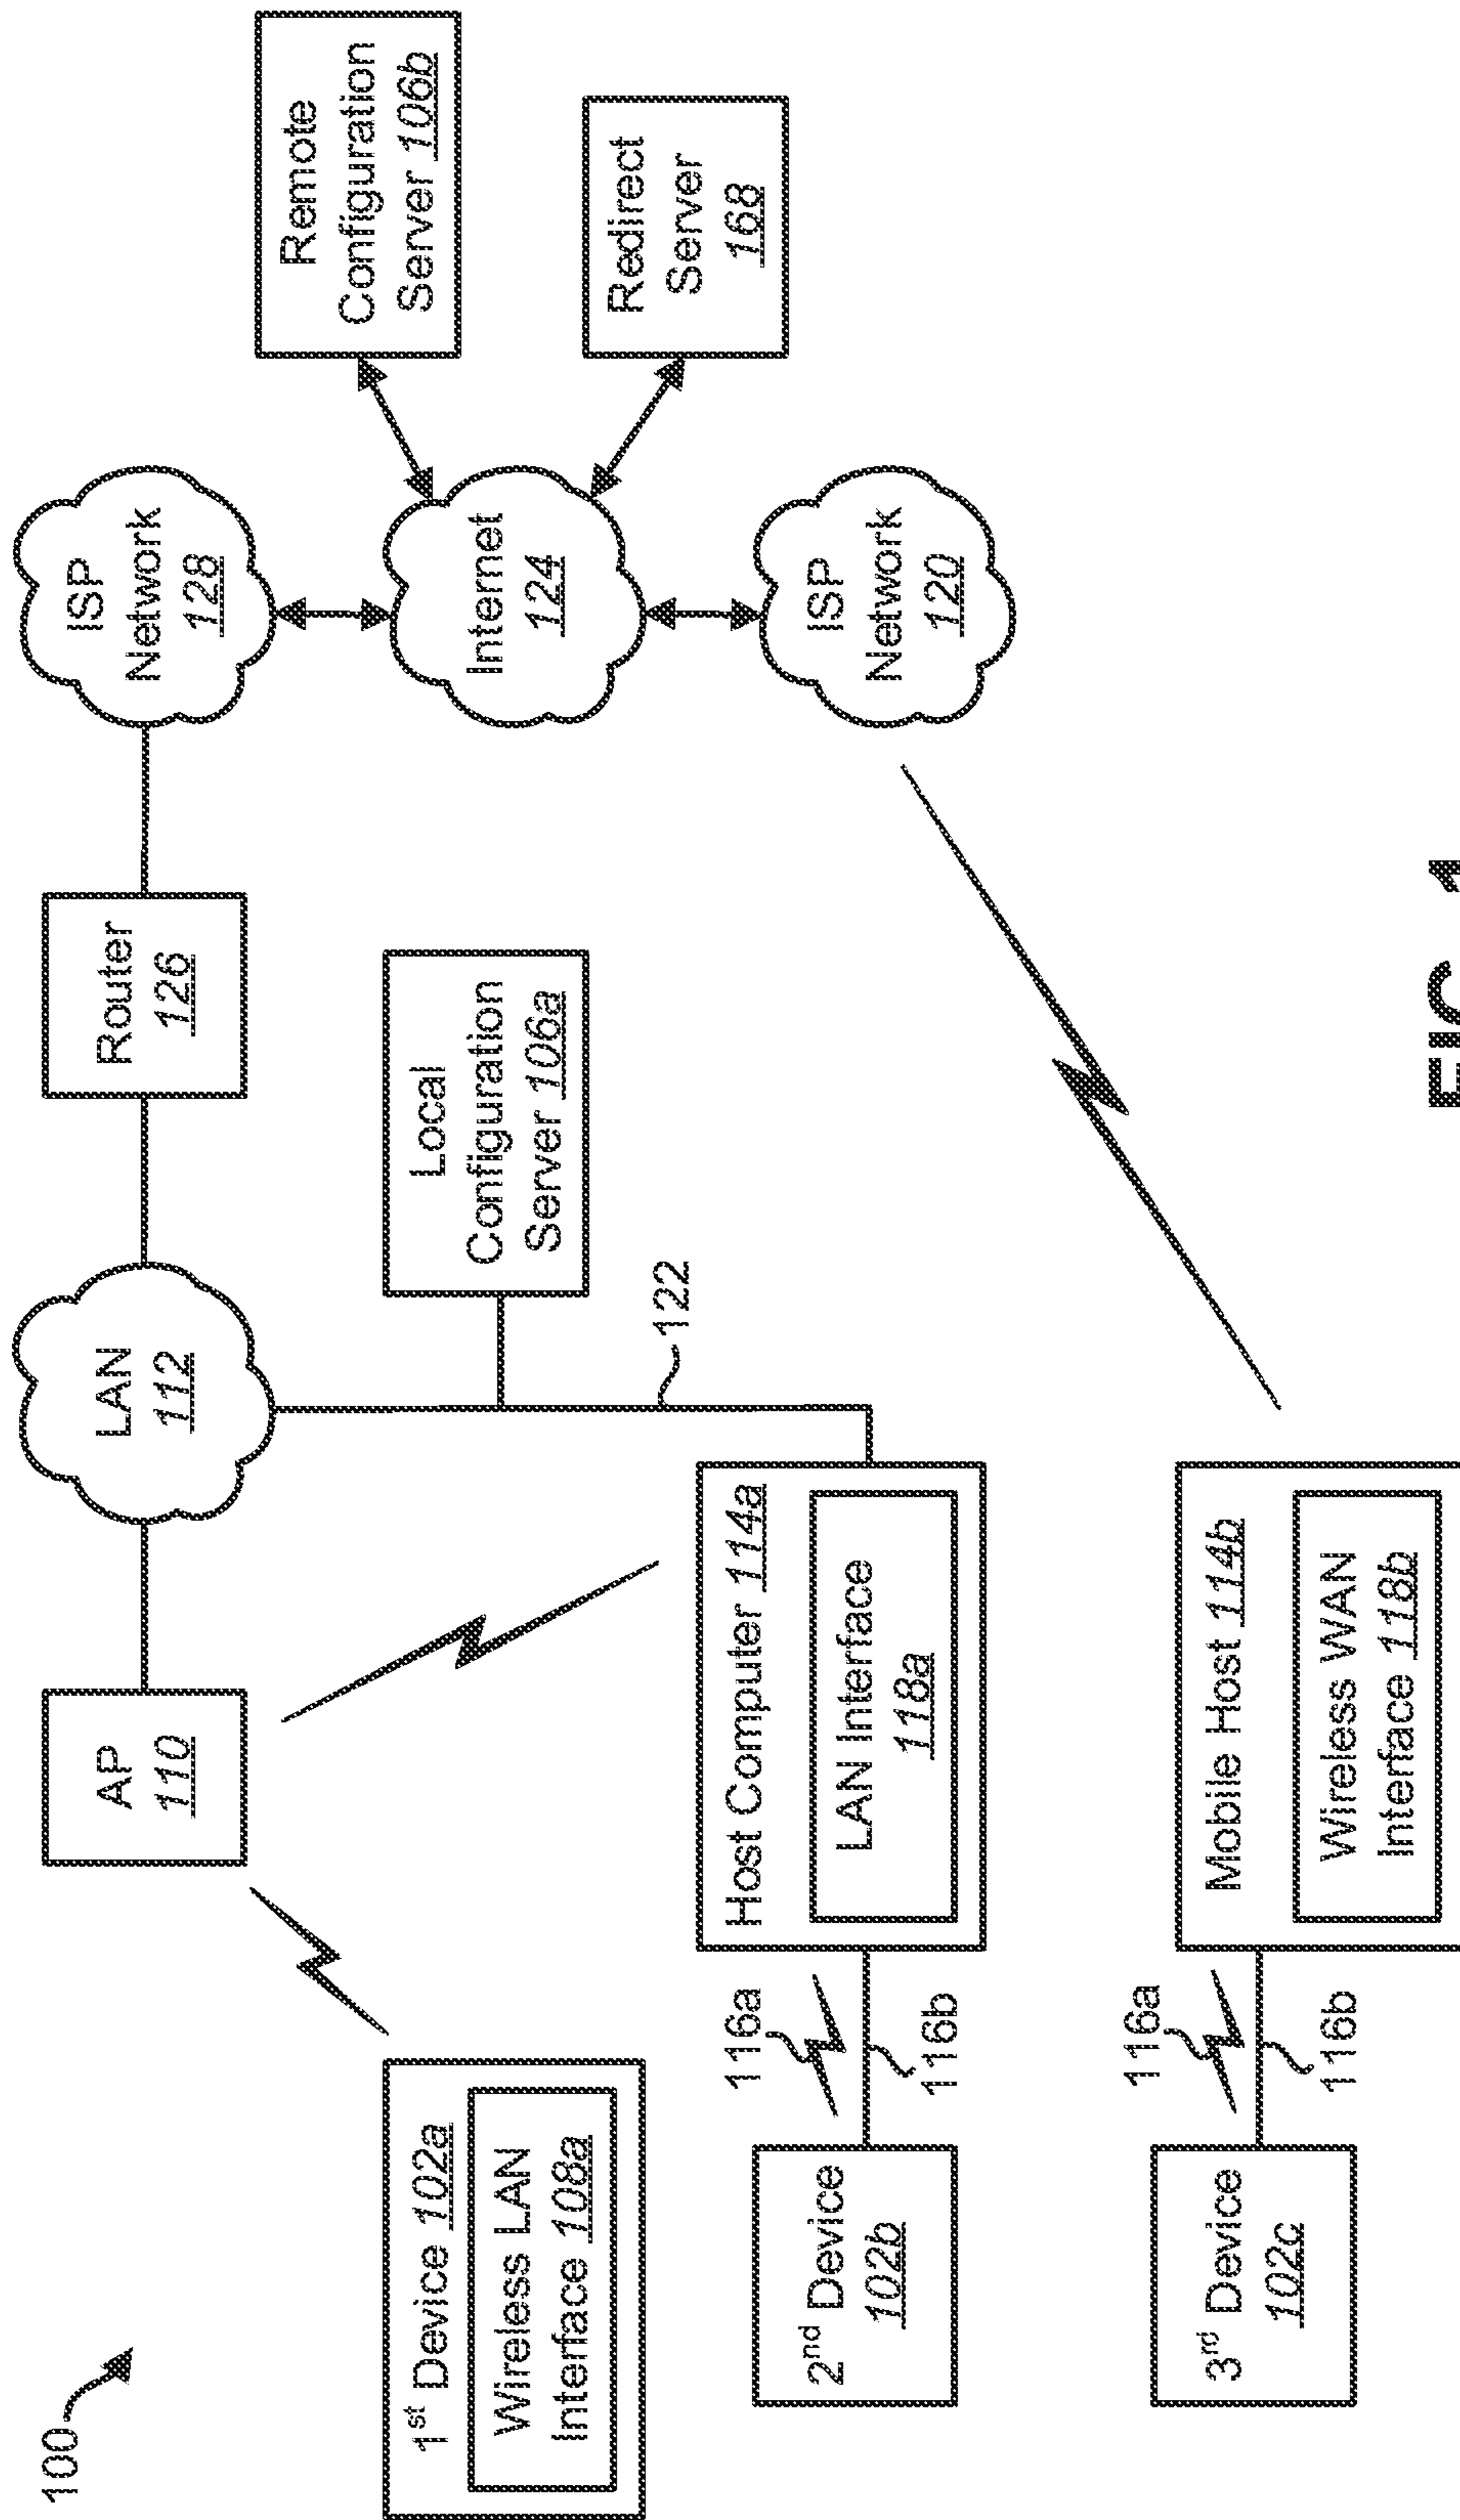 100
AP
110
LAN
112
Router
126
ISP
Network
128
1st Device 102a
Wireless LAN
Interface 108a
Local
Configuration
Server 106a
Internet
124
Remote
Configuration
Server 106b
122
Redirect
Server
168
2nd Device
102b
116a
116b
Host Computer 114a
LAN Interface
118a
ISP
Network
120
3rd Device
102c
116a
116b
Mobile Host 114b
Wireless WAN
Interface 118b
FIG. 1